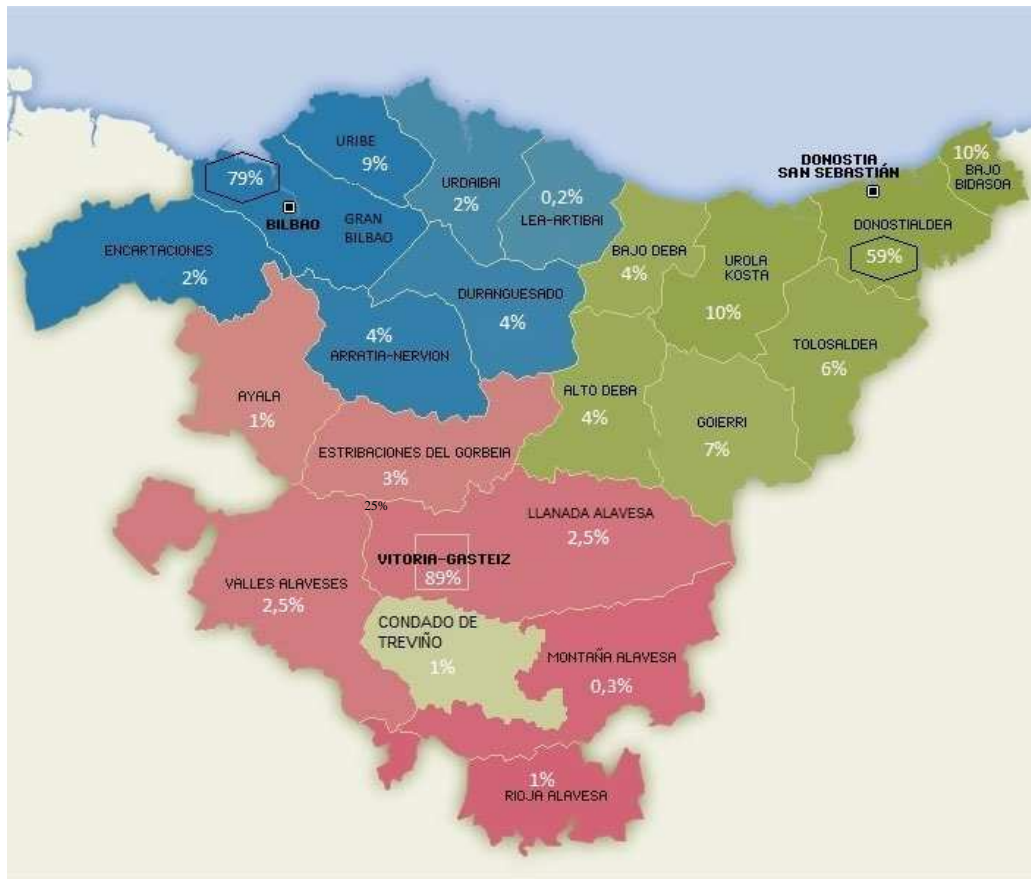 URIBE
9%
79%
BILBAO
GRAN
BILBAO
URDAIBAI
2%
0,2%
LEA-ARTIBAI
ENCARTACIONES
2%
DURANGUESADO
4%
4%
ARRATIA-NERVION
DONOSTIA
SAN SEBASTIÁN
10%
BAJO
BIDASOA
DONOSTIALDEA
59%
BAJO DEBA
4%
UROLA
KOSTA
10%
TOLOSALDEA
6%
ALTO DEBA
4%
GOIERRI
7%
AYALA
1%
ESTRIBACIONES DEL GORBEIA
3%
25%
LLANADA ALAVESA
2,5%
VITORIA-GASTEIZ
89%
VALLES ALAVESES
2,5%
CONDADO DE
TREVIÑO
1%
MONTAÑA ALAVESA
0,3%
1%
RIOJA ALAVESA